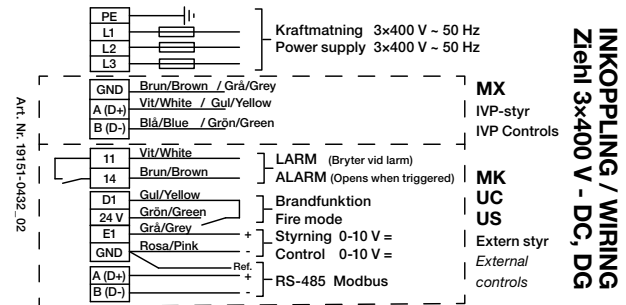 INKOPPLING / WIRING
Ziehl 3×400 V - DC, DG
Art. Nr. 19151-0432_02
PE
L1
L2
L3
Kraftmatning 3×400 V ~ 50 Hz
Power supply 3×400 V ~ 50 Hz
GND Brun/Brown / Grå/Grey
A (D+) Vit/White / Gul/Yellow
B (D-) Blå/Blue / Grön/Green
MX
IVP-styr
IVP Controls
11 Vit/White
14 Brun/Brown
LARM (Bryter vid larm)
ALARM (Opens when triggered)
D1 Gul/Yellow
24 V Grön/Green
Brandfunktion
Fire mode
E1 Grå/Grey +
GND Rosa/Pink -
Styrning 0-10 V =
Control 0-10 V =
Ref.
A (D+) +
B (D-) -
RS-485 Modbus
MK
UC
US
Extern styr
External
controls